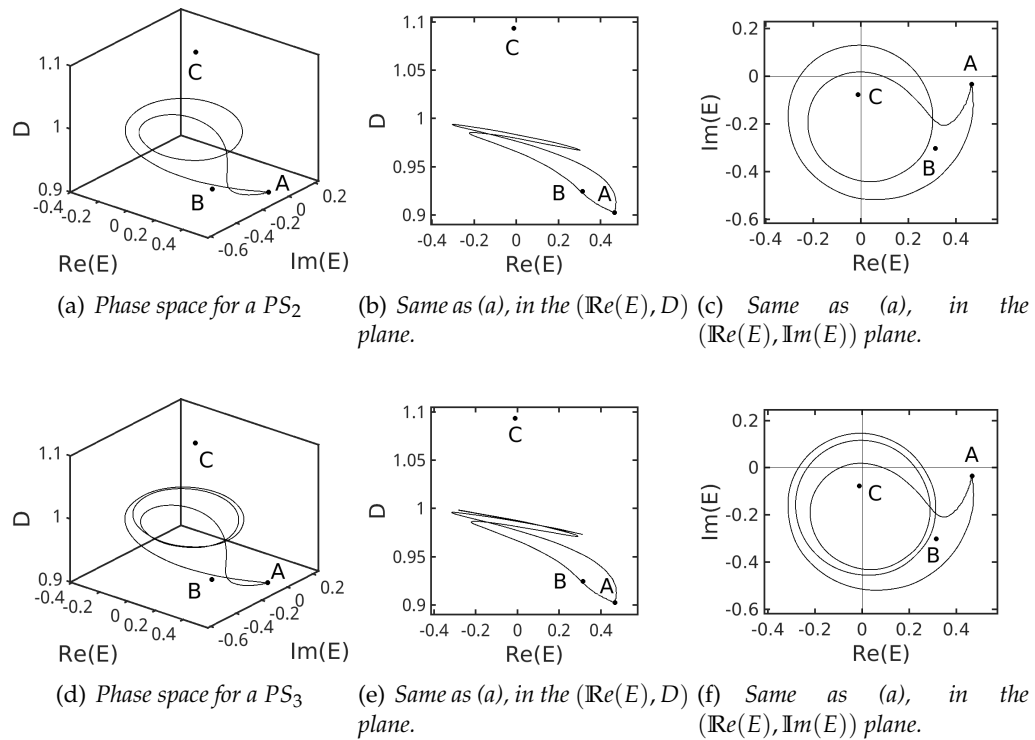 1.1
1
0.9
D
-0.4
-0.2
0
0.2
0.4
-0.6
-0.4
-0.2
0
0.2
Re(E)
Im(E)
A
B
C
1.1
1.05
1
0.95
0.9
D
-0.4 -0.2 0 0.2 0.4
Re(E)
A
B
C
0.2
0
-0.2
-0.4
-0.6
Im(E)
-0.4 -0.2 0 0.2 0.4
Re(E)
A
B
C
(a) Phase space for a PS₂
(b) Same as (a), in the (ℝe(E), D)
plane.
(c) Same as (a), in the
(ℝe(E), 𝕀m(E)) plane.
1.1
1
0.9
D
-0.4
-0.2
0
0.2
0.4
-0.6
-0.4
-0.2
0
0.2
Re(E)
Im(E)
A
B
C
1.1
1.05
1
0.95
0.9
D
-0.4 -0.2 0 0.2 0.4
Re(E)
A
B
C
0.2
0
-0.2
-0.4
-0.6
Im(E)
-0.4 -0.2 0 0.2 0.4
Re(E)
A
B
C
(d) Phase space for a PS₃
(e) Same as (a), in the (ℝe(E), D)
plane.
(f) Same as (a), in the
(ℝe(E), 𝕀m(E)) plane.